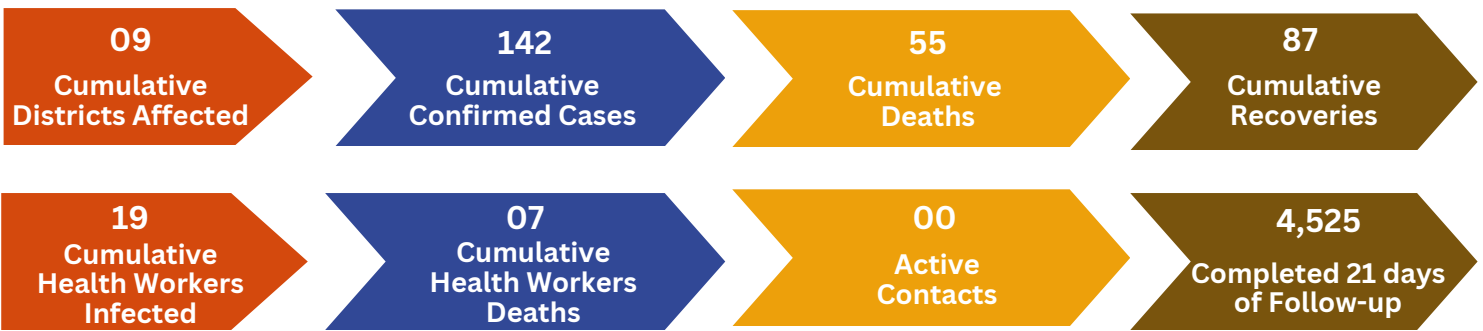 09
Cumulative
Districts Affected
142
Cumulative
Confirmed Cases
55
Cumulative
Deaths
87
Cumulative
Recoveries
19
Cumulative
Health Workers
Infected
07
Cumulative
Health Workers
Deaths
00
Active
Contacts
4,525
Completed 21 days
of Follow-up